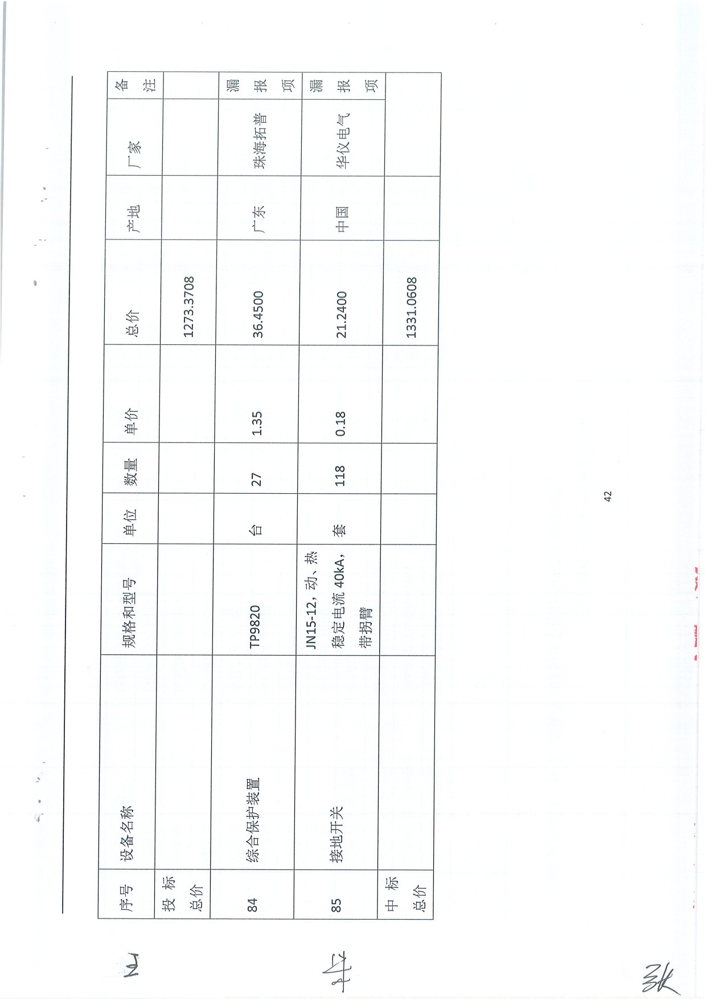 序号 设备名称 规格和型号 单位 数量 单价 总价 产地 厂家 备注
投标总价 1273.3708
84 综合保护装置 TP9820 台 27 1.35 36.4500 广东 珠海拓普 漏报项
85 接地开关 JN15-12，动、热稳定电流 40kA，带拐臂 套 118 0.18 21.2400 中国 华仪电气 漏报项
中标总价 1331.0608
42